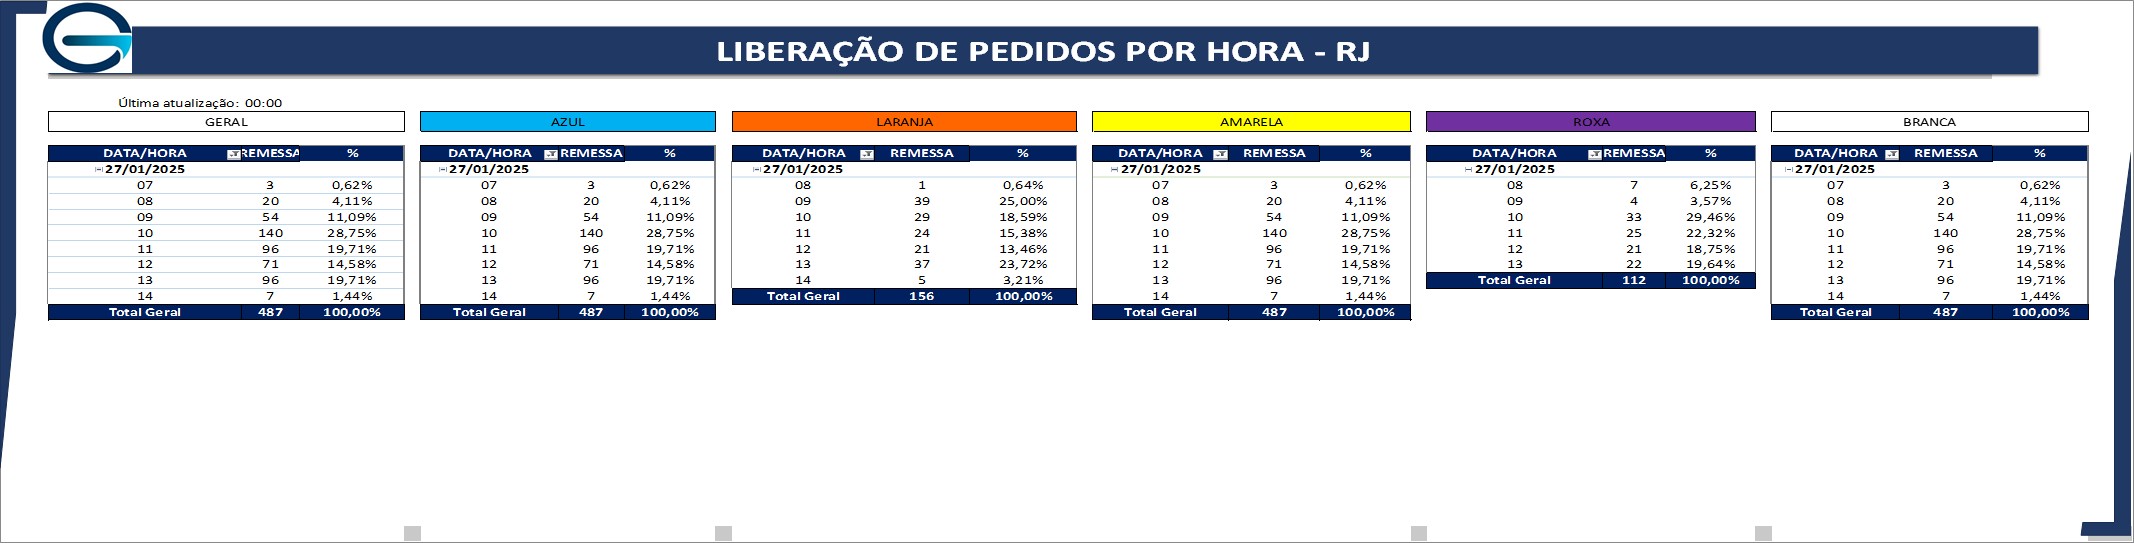 LIBERAÇÃO DE PEDIDOS POR HORA - RJ
Última atualização: 00:00
GERAL AZUL LARANJA AMARELA ROXA BRANCA
DATA/HORA REMESSA % DATA/HORA REMESSA % DATA/HORA REMESSA % DATA/HORA REMESSA % DATA/HORA REMESSA % DATA/HORA REMESSA %
27/01/2025 27/01/2025 27/01/2025 27/01/2025 27/01/2025 27/01/2025
07 3 0,62% 07 3 0,62% 08 1 0,64% 07 3 0,62% 08 7 6,25% 07 3 0,62%
08 20 4,11% 08 20 4,11% 09 39 25,00% 08 20 4,11% 09 4 3,57% 08 20 4,11%
09 54 11,09% 09 54 11,09% 10 29 18,59% 09 54 11,09% 10 33 29,46% 09 54 11,09%
10 140 28,75% 10 140 28,75% 11 24 15,38% 10 140 28,75% 11 25 22,32% 10 140 28,75%
11 96 19,71% 11 96 19,71% 12 21 13,46% 11 96 19,71% 12 21 18,75% 11 96 19,71%
12 71 14,58% 12 71 14,58% 13 37 23,72% 12 71 14,58% 13 22 19,64% 12 71 14,58%
13 96 19,71% 13 96 19,71% 14 5 3,21% 13 96 19,71% Total Geral 112 100,00% 13 96 19,71%
14 7 1,44% 14 7 1,44% Total Geral 156 100,00% 14 7 1,44% 14 7 1,44%
Total Geral 487 100,00% Total Geral 487 100,00% Total Geral 487 100,00% Total Geral 487 100,00%